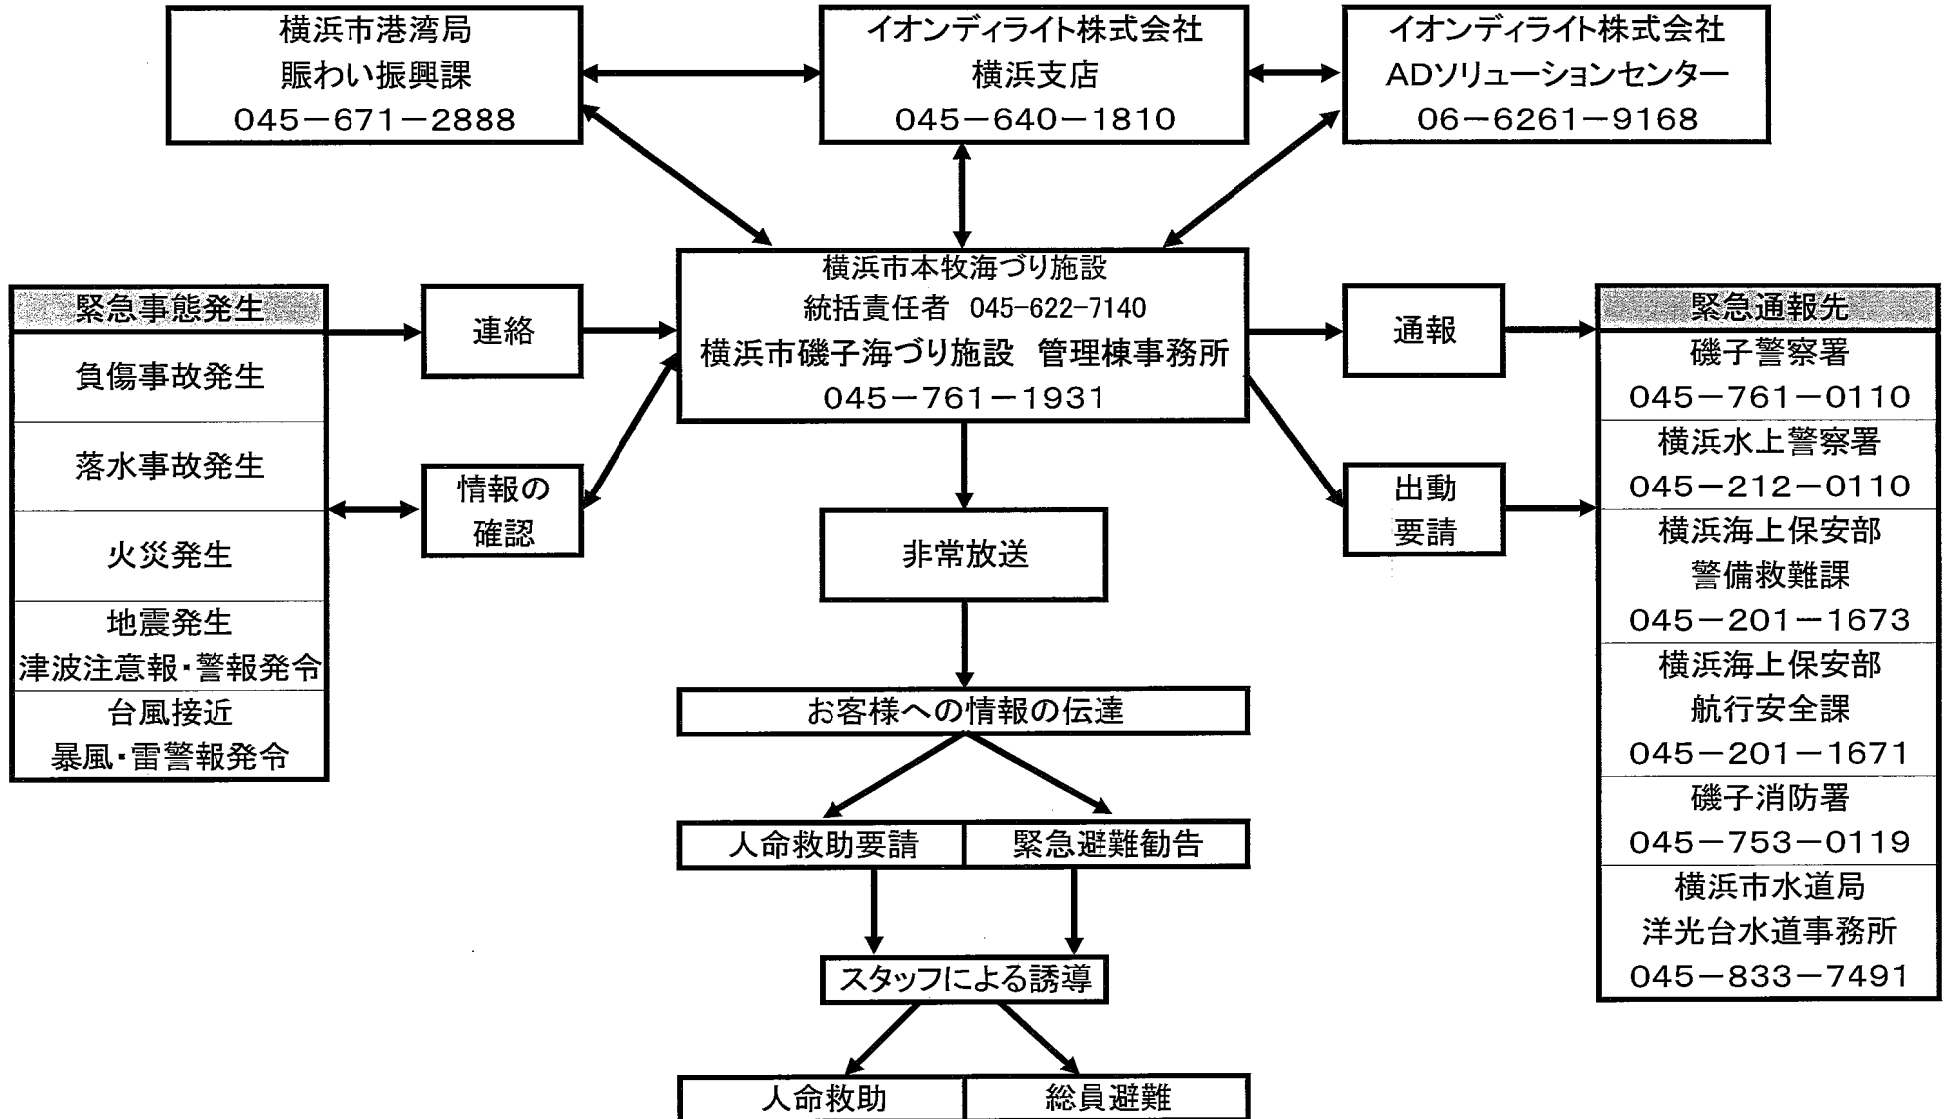 横浜市港湾局
賑わい振興課
045－671－2888
イオンディライト株式会社
横浜支店
045－640－1810
イオンディライト株式会社
ADソリューションセンター
06－6261－9168
緊急事態発生
負傷事故発生
落水事故発生
火災発生
地震発生
津波注意報・警報発令
台風接近
暴風・雷警報発令
連絡
情報の
確認
横浜市本牧海づり施設
統括責任者 045-622-7140
横浜市磯子海づり施設 管理棟事務所
045－761－1931
通報
出動
要請
緊急通報先
磯子警察署
045－761－0110
横浜水上警察署
045－212－0110
横浜海上保安部
警備救難課
045－201－1673
横浜海上保安部
航行安全課
045－201－1671
磯子消防署
045－753－0119
横浜市水道局
洋光台水道事務所
045－833－7491
非常放送
お客様への情報の伝達
人命救助要請
緊急避難勧告
スタッフによる誘導
人命救助
総員避難